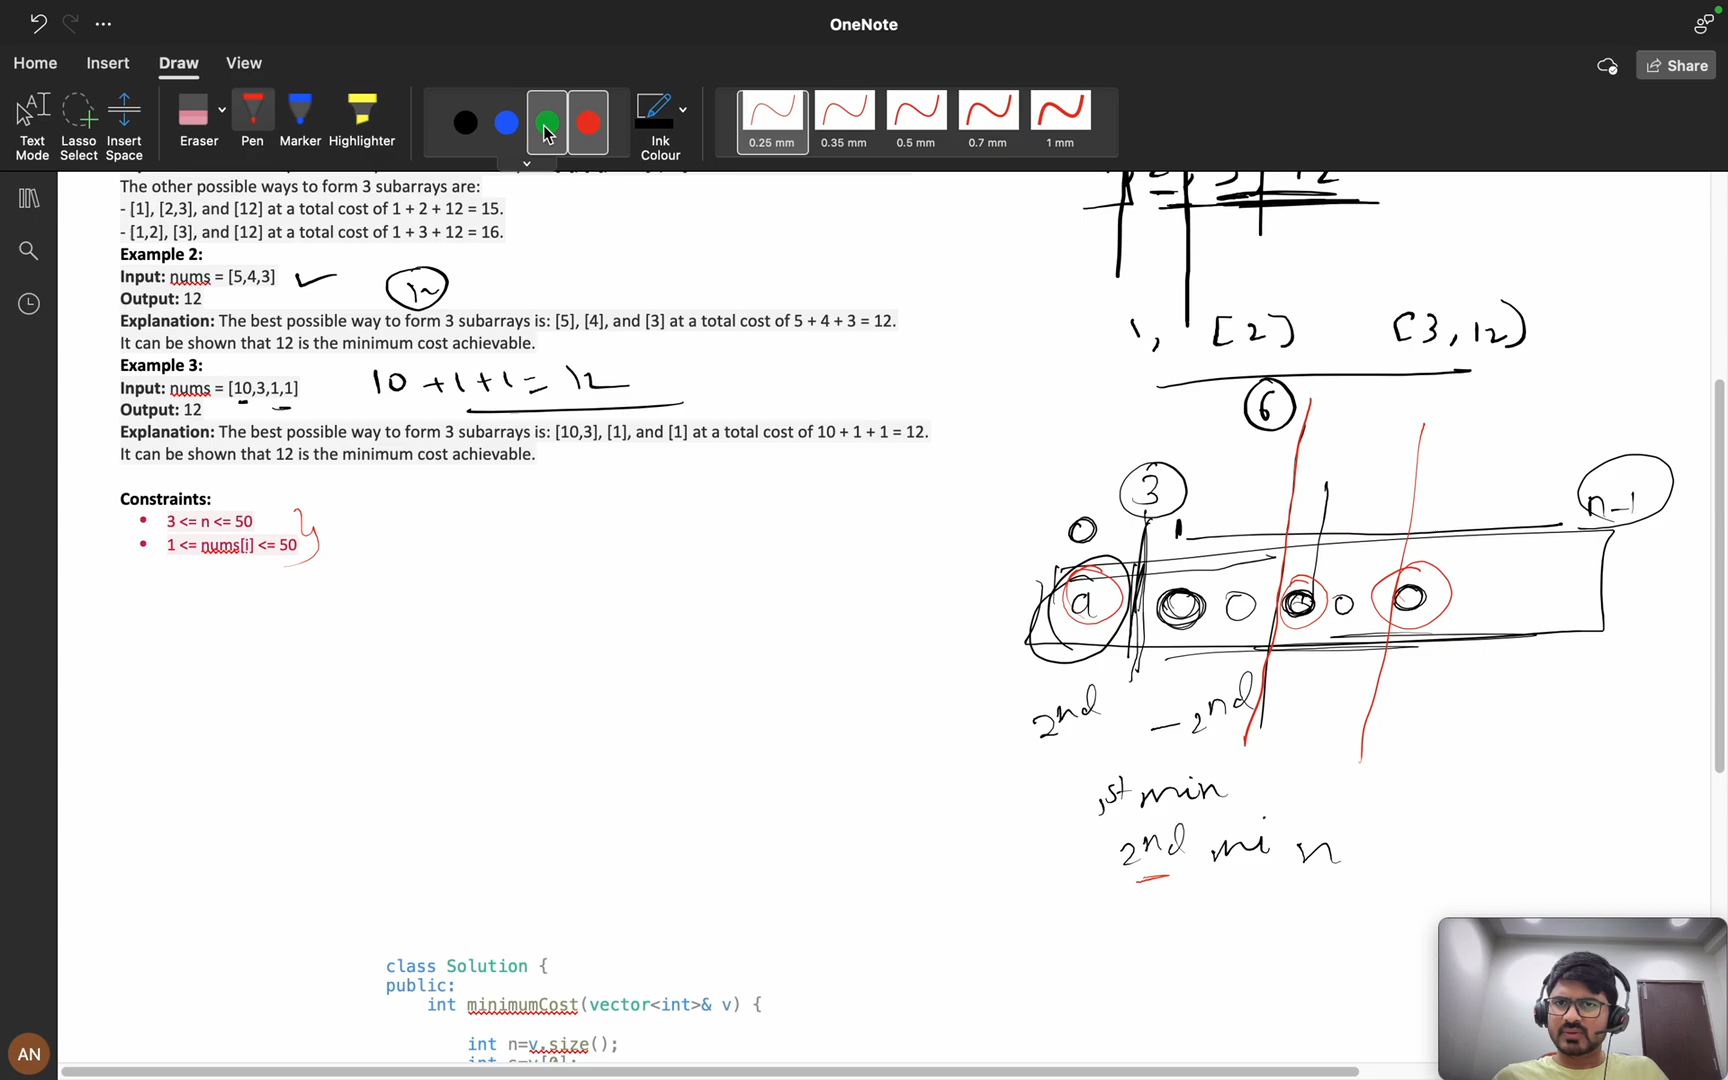 OneNote
Home Insert Draw View
Share
Text Mode
Lasso Select
Insert Space
Eraser
Pen
Marker
Highlighter
Ink Colour
0.25 mm
0.35 mm
0.5 mm
0.7 mm
1 mm
The other possible ways to form 3 subarrays are:
- [1], [2,3], and [12] at a total cost of 1 + 2 + 12 = 15.
- [1,2], [3], and [12] at a total cost of 1 + 3 + 12 = 16.
Example 2:
Input: nums = [5,4,3]
12
Output: 12
Explanation: The best possible way to form 3 subarrays is: [5], [4], and [3] at a total cost of 5 + 4 + 3 = 12.
It can be shown that 12 is the minimum cost achievable.
Example 3:
Input: nums = [10,3,1,1]
10 + 1 + 1 = 12
Output: 12
Explanation: The best possible way to form 3 subarrays is: [10,3], [1], and [1] at a total cost of 10 + 1 + 1 = 12.
It can be shown that 12 is the minimum cost achievable.
Constraints:
• 3 <= n <= 50
• 1 <= nums[i] <= 50
3 12
1, [2] [3,12)
6
3
0 1 n-1
a
2nd - 2nd
1st min
2nd min
class Solution {
public:
int minimumCost(vector<int>& v) {
int n=v.size();
AN